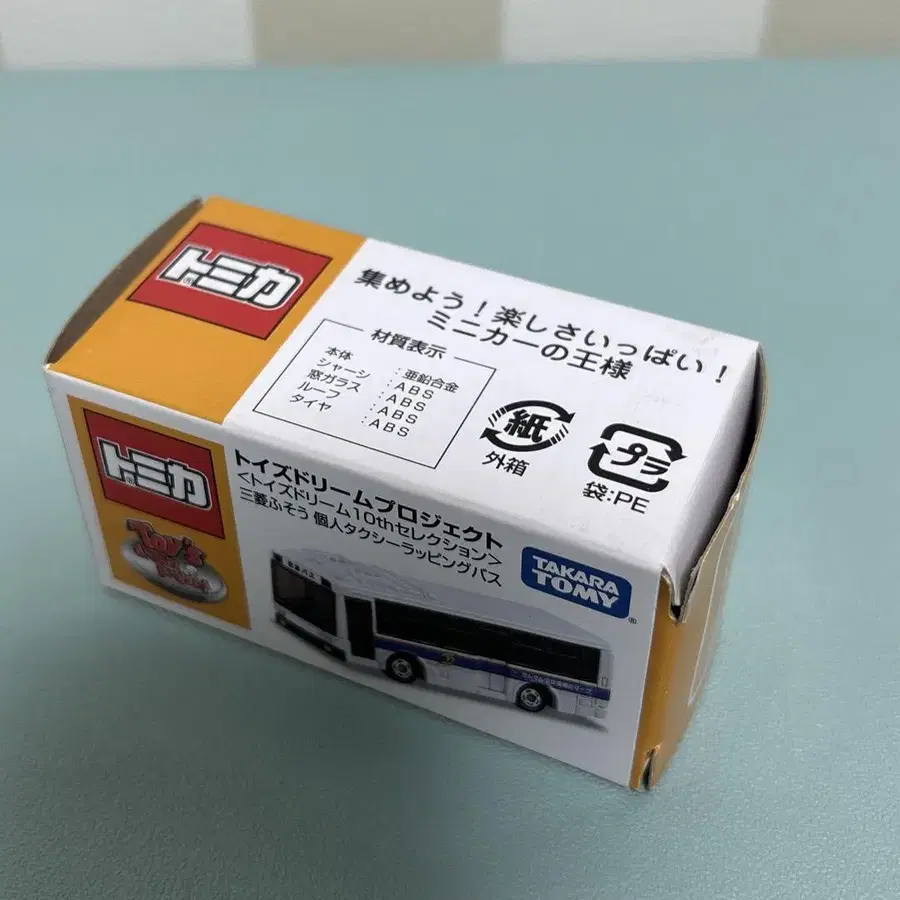 トミカ
®
集めよう！楽しさいっぱい！
ミニカーの王様
材質表示
本体 : 亜鉛合金
シャーシ : ABS
窓ガラス : ABS
ルーフ : ABS
タイヤ : ABS
紙
外箱
プラ
袋:PE
トミカ
®
Toy's
Dream
Project
トイズドリームプロジェクト
<トイズドリーム10thセレクション>
三菱ふそう 個人タクシーラッピングバス
TAKARA
TOMY
®